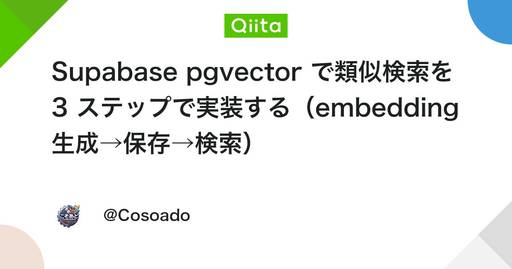 Qiita
Supabase pgvector で類似検索を
3 ステップで実装する（embedding
生成→保存→検索）
@Cosoado